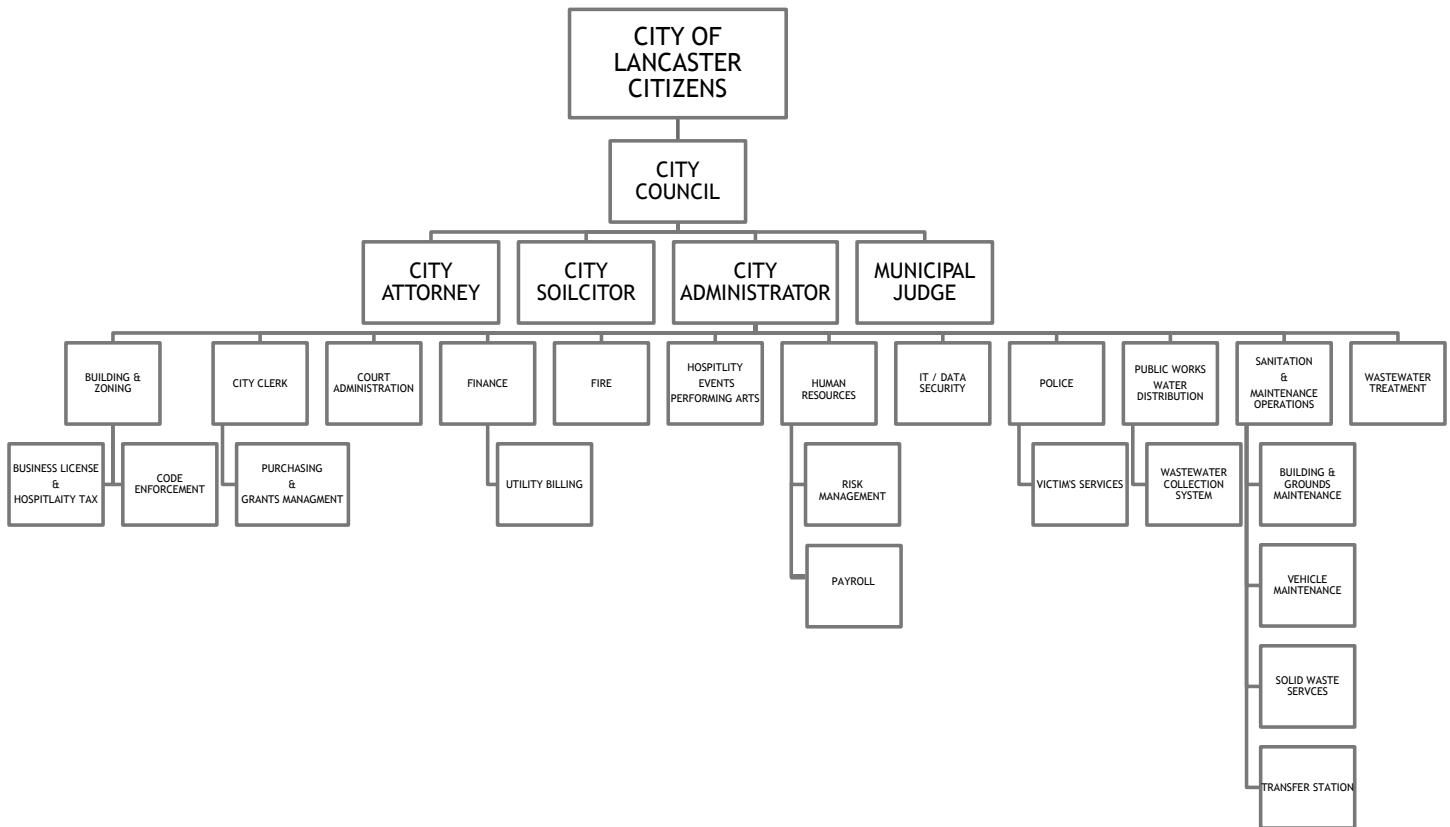 CITY OF
LANCASTER
CITIZENS
CITY
COUNCIL
CITY
ATTORNEY
CITY
SOILCITOR
CITY
ADMINISTRATOR
MUNICIPAL
JUDGE
BUILDING &
ZONING
CITY CLERK
COURT
ADMINISTRATION
FINANCE
FIRE
HOSPITLITY
EVENTS
PERFORMING ARTS
HUMAN
RESOURCES
IT / DATA
SECURITY
POLICE
PUBLIC WORKS
WATER
DISTRIBUTION
SANITATION
&
MAINTENANCE
OPERATIONS
WASTEWATER
TREATMENT
BUSINESS LICENSE
&
HOSPITLAITY TAX
CODE
ENFORCEMENT
PURCHASING
&
GRANTS MANAGMENT
UTILITY BILLING
RISK
MANAGEMENT
VICTIM'S SERVICES
WASTEWATER
COLLECTION
SYSTEM
BUILDING &
GROUNDS
MAINTENANCE
PAYROLL
VEHICLE
MAINTENANCE
SOLID WASTE
SERVCES
TRANSFER STATION